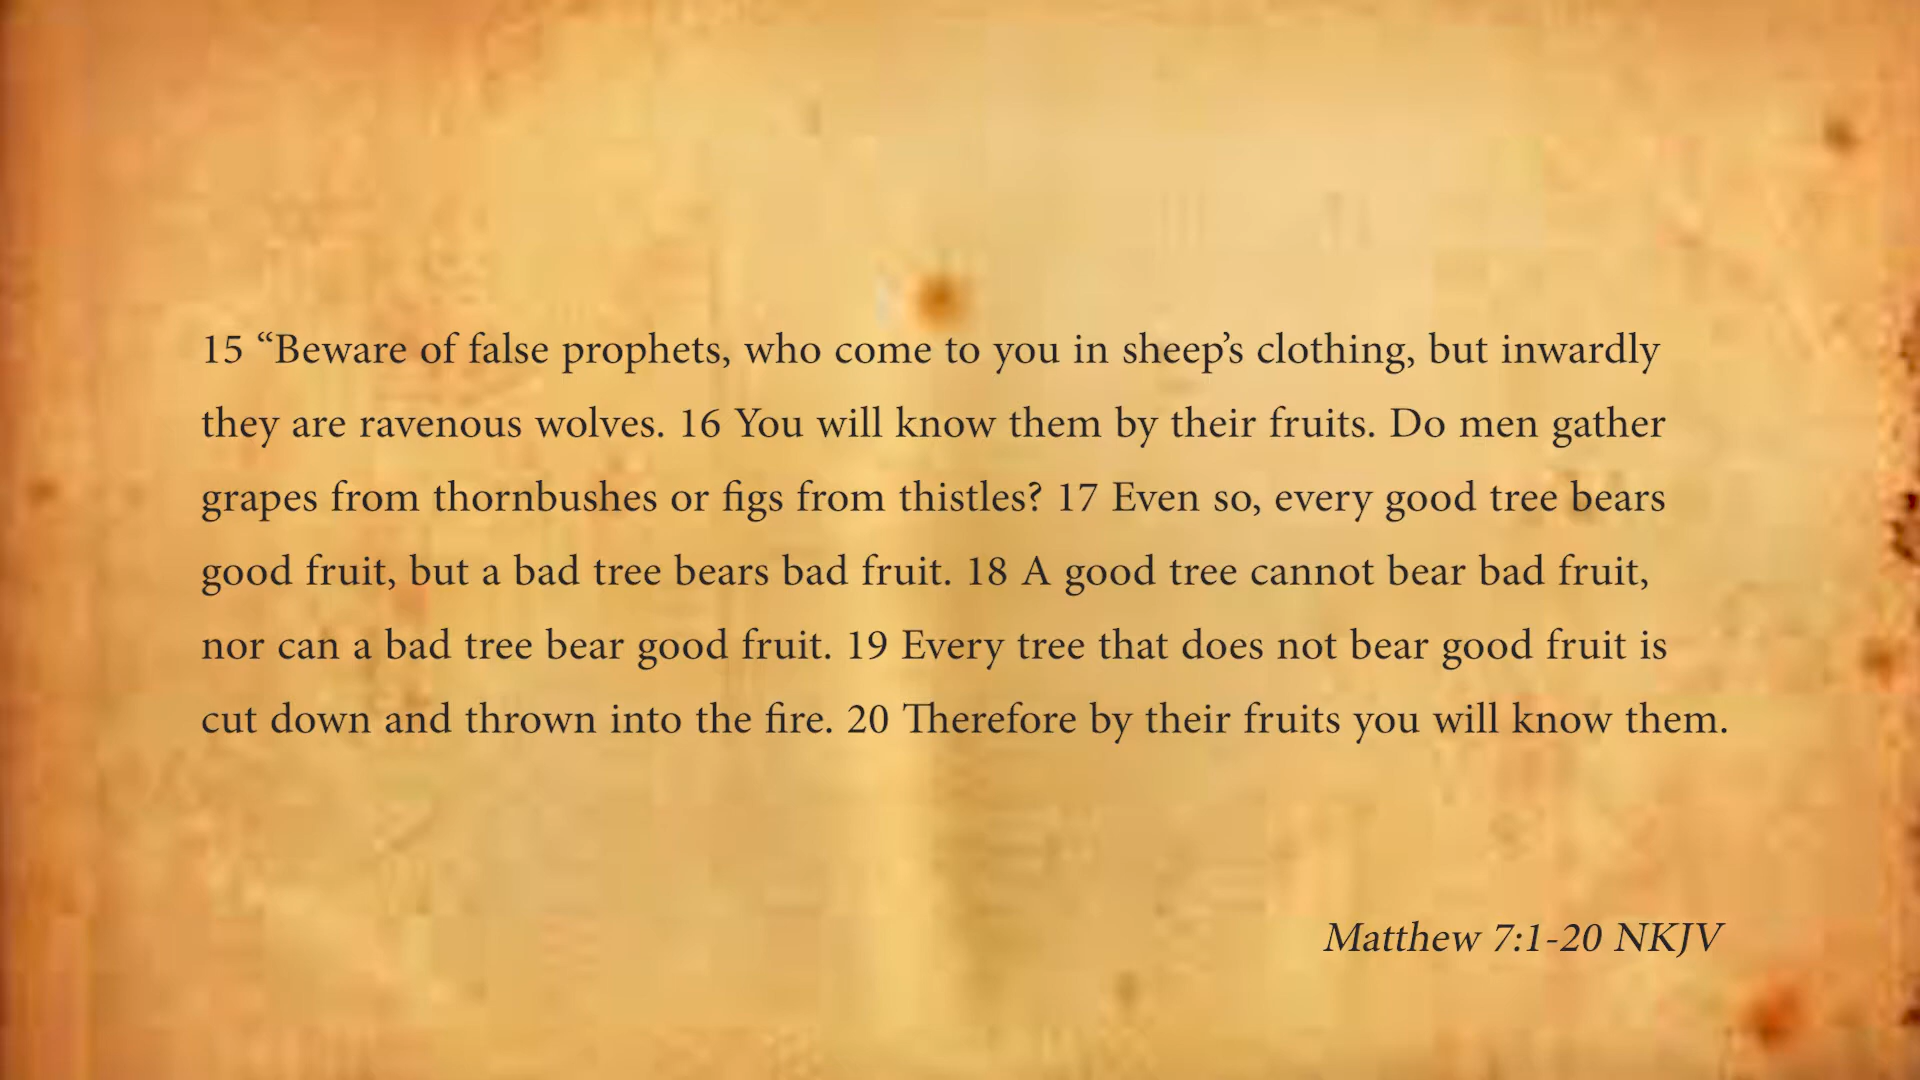 15 “Beware of false prophets, who come to you in sheep’s clothing, but inwardly
they are ravenous wolves. 16 You will know them by their fruits. Do men gather
grapes from thornbushes or figs from thistles? 17 Even so, every good tree bears
good fruit, but a bad tree bears bad fruit. 18 A good tree cannot bear bad fruit,
nor can a bad tree bear good fruit. 19 Every tree that does not bear good fruit is
cut down and thrown into the fire. 20 Therefore by their fruits you will know them.
Matthew 7:1-20 NKJV